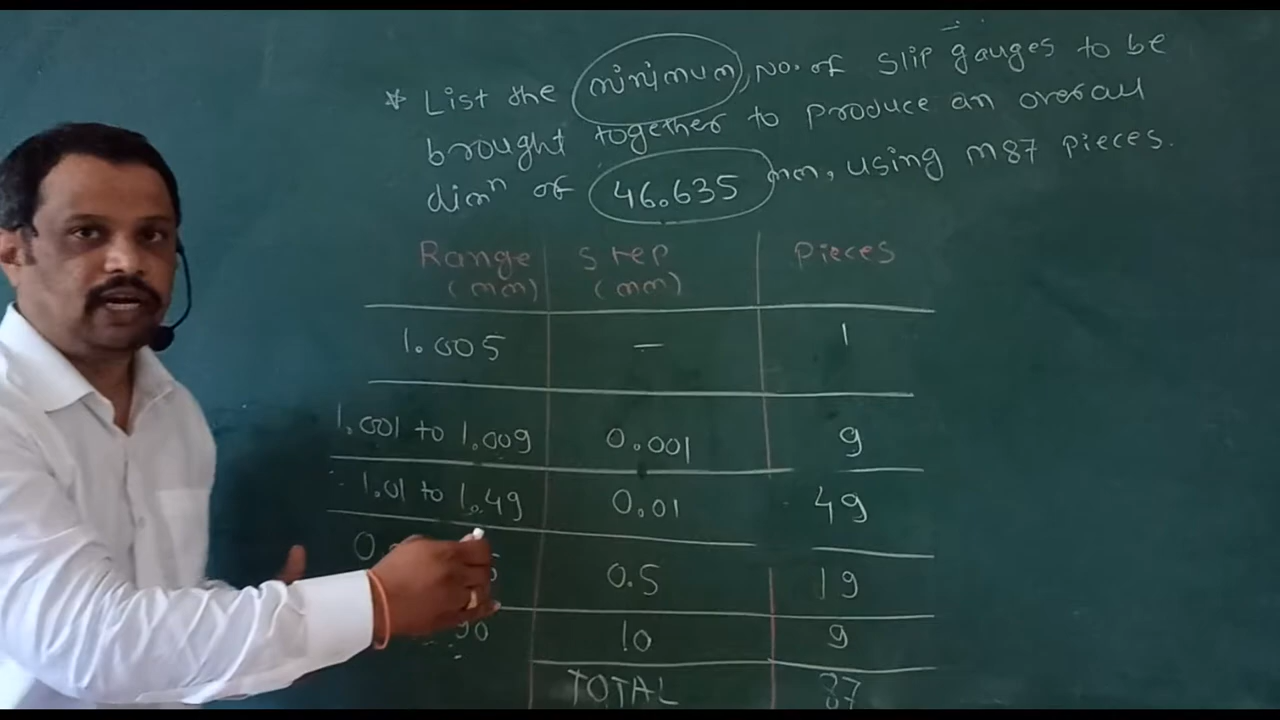 * List the minimum, No. of slip gauges to be
brought together to produce an overall
dimⁿ of 46.635 mm, using m87 pieces.
Range (mm) Step (mm) Pieces
1.005 — 1
1.001 to 1.009 0.001 9
1.01 to 1.49 0.01 49
0.5 19
90 10 9
TOTAL 87